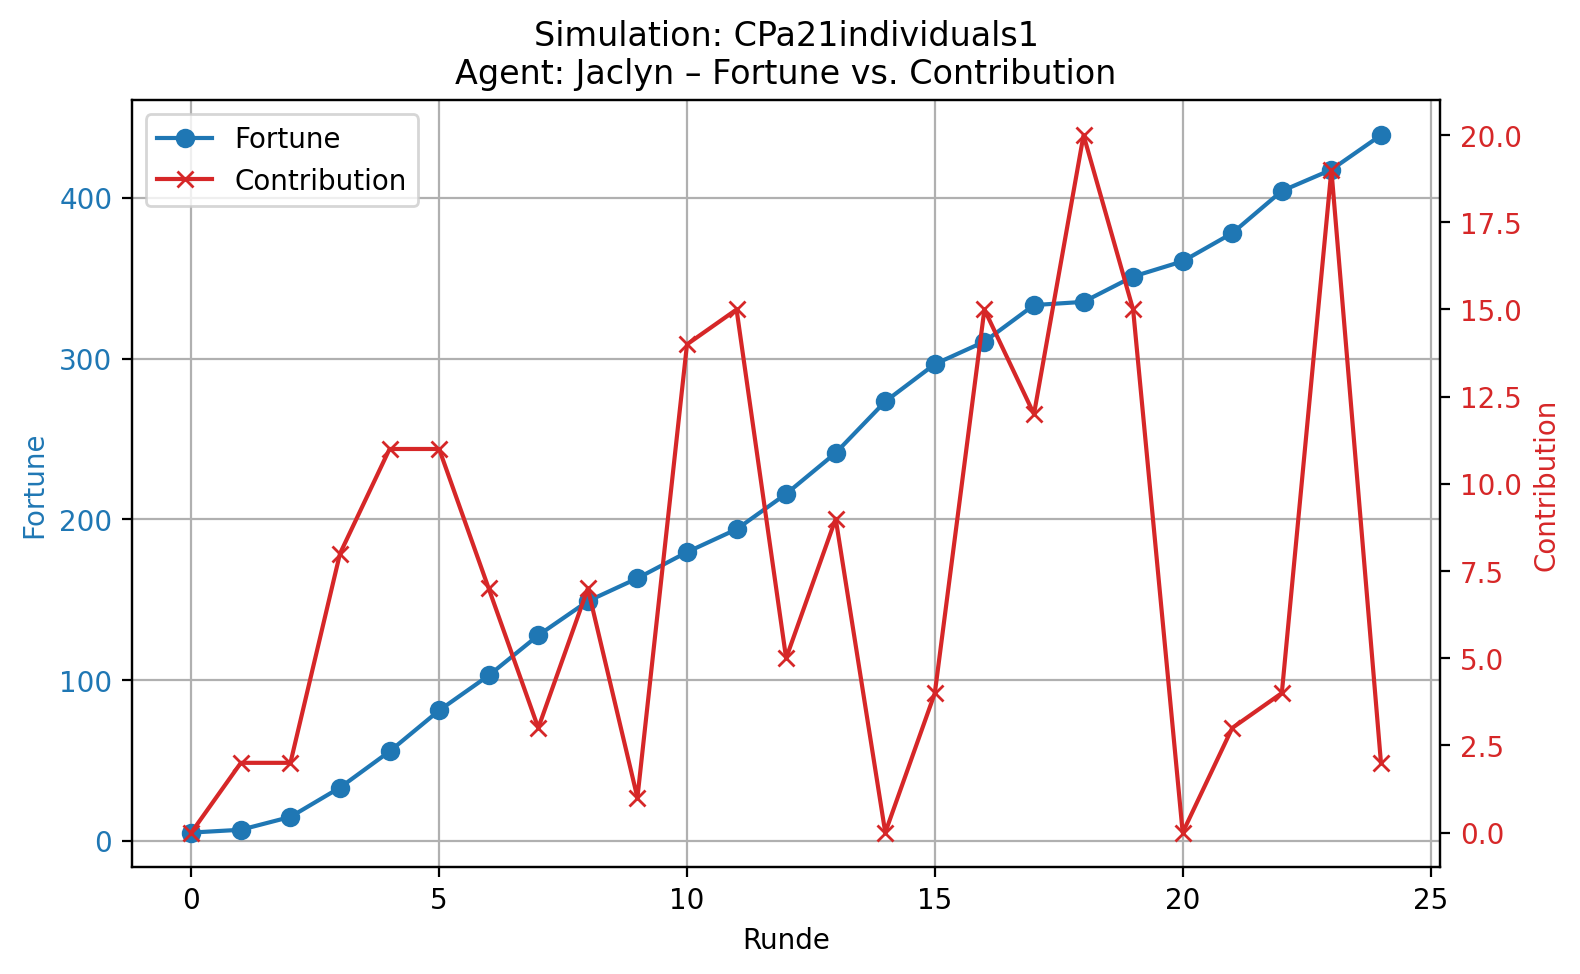 Simulation: CPa21individuals1
Agent: Jaclyn – Fortune vs. Contribution
Fortune
Contribution
400
300
200
100
0
Fortune
20.0
17.5
15.0
12.5
10.0
7.5
5.0
2.5
0.0
Contribution
0 5 10 15 20 25
Runde